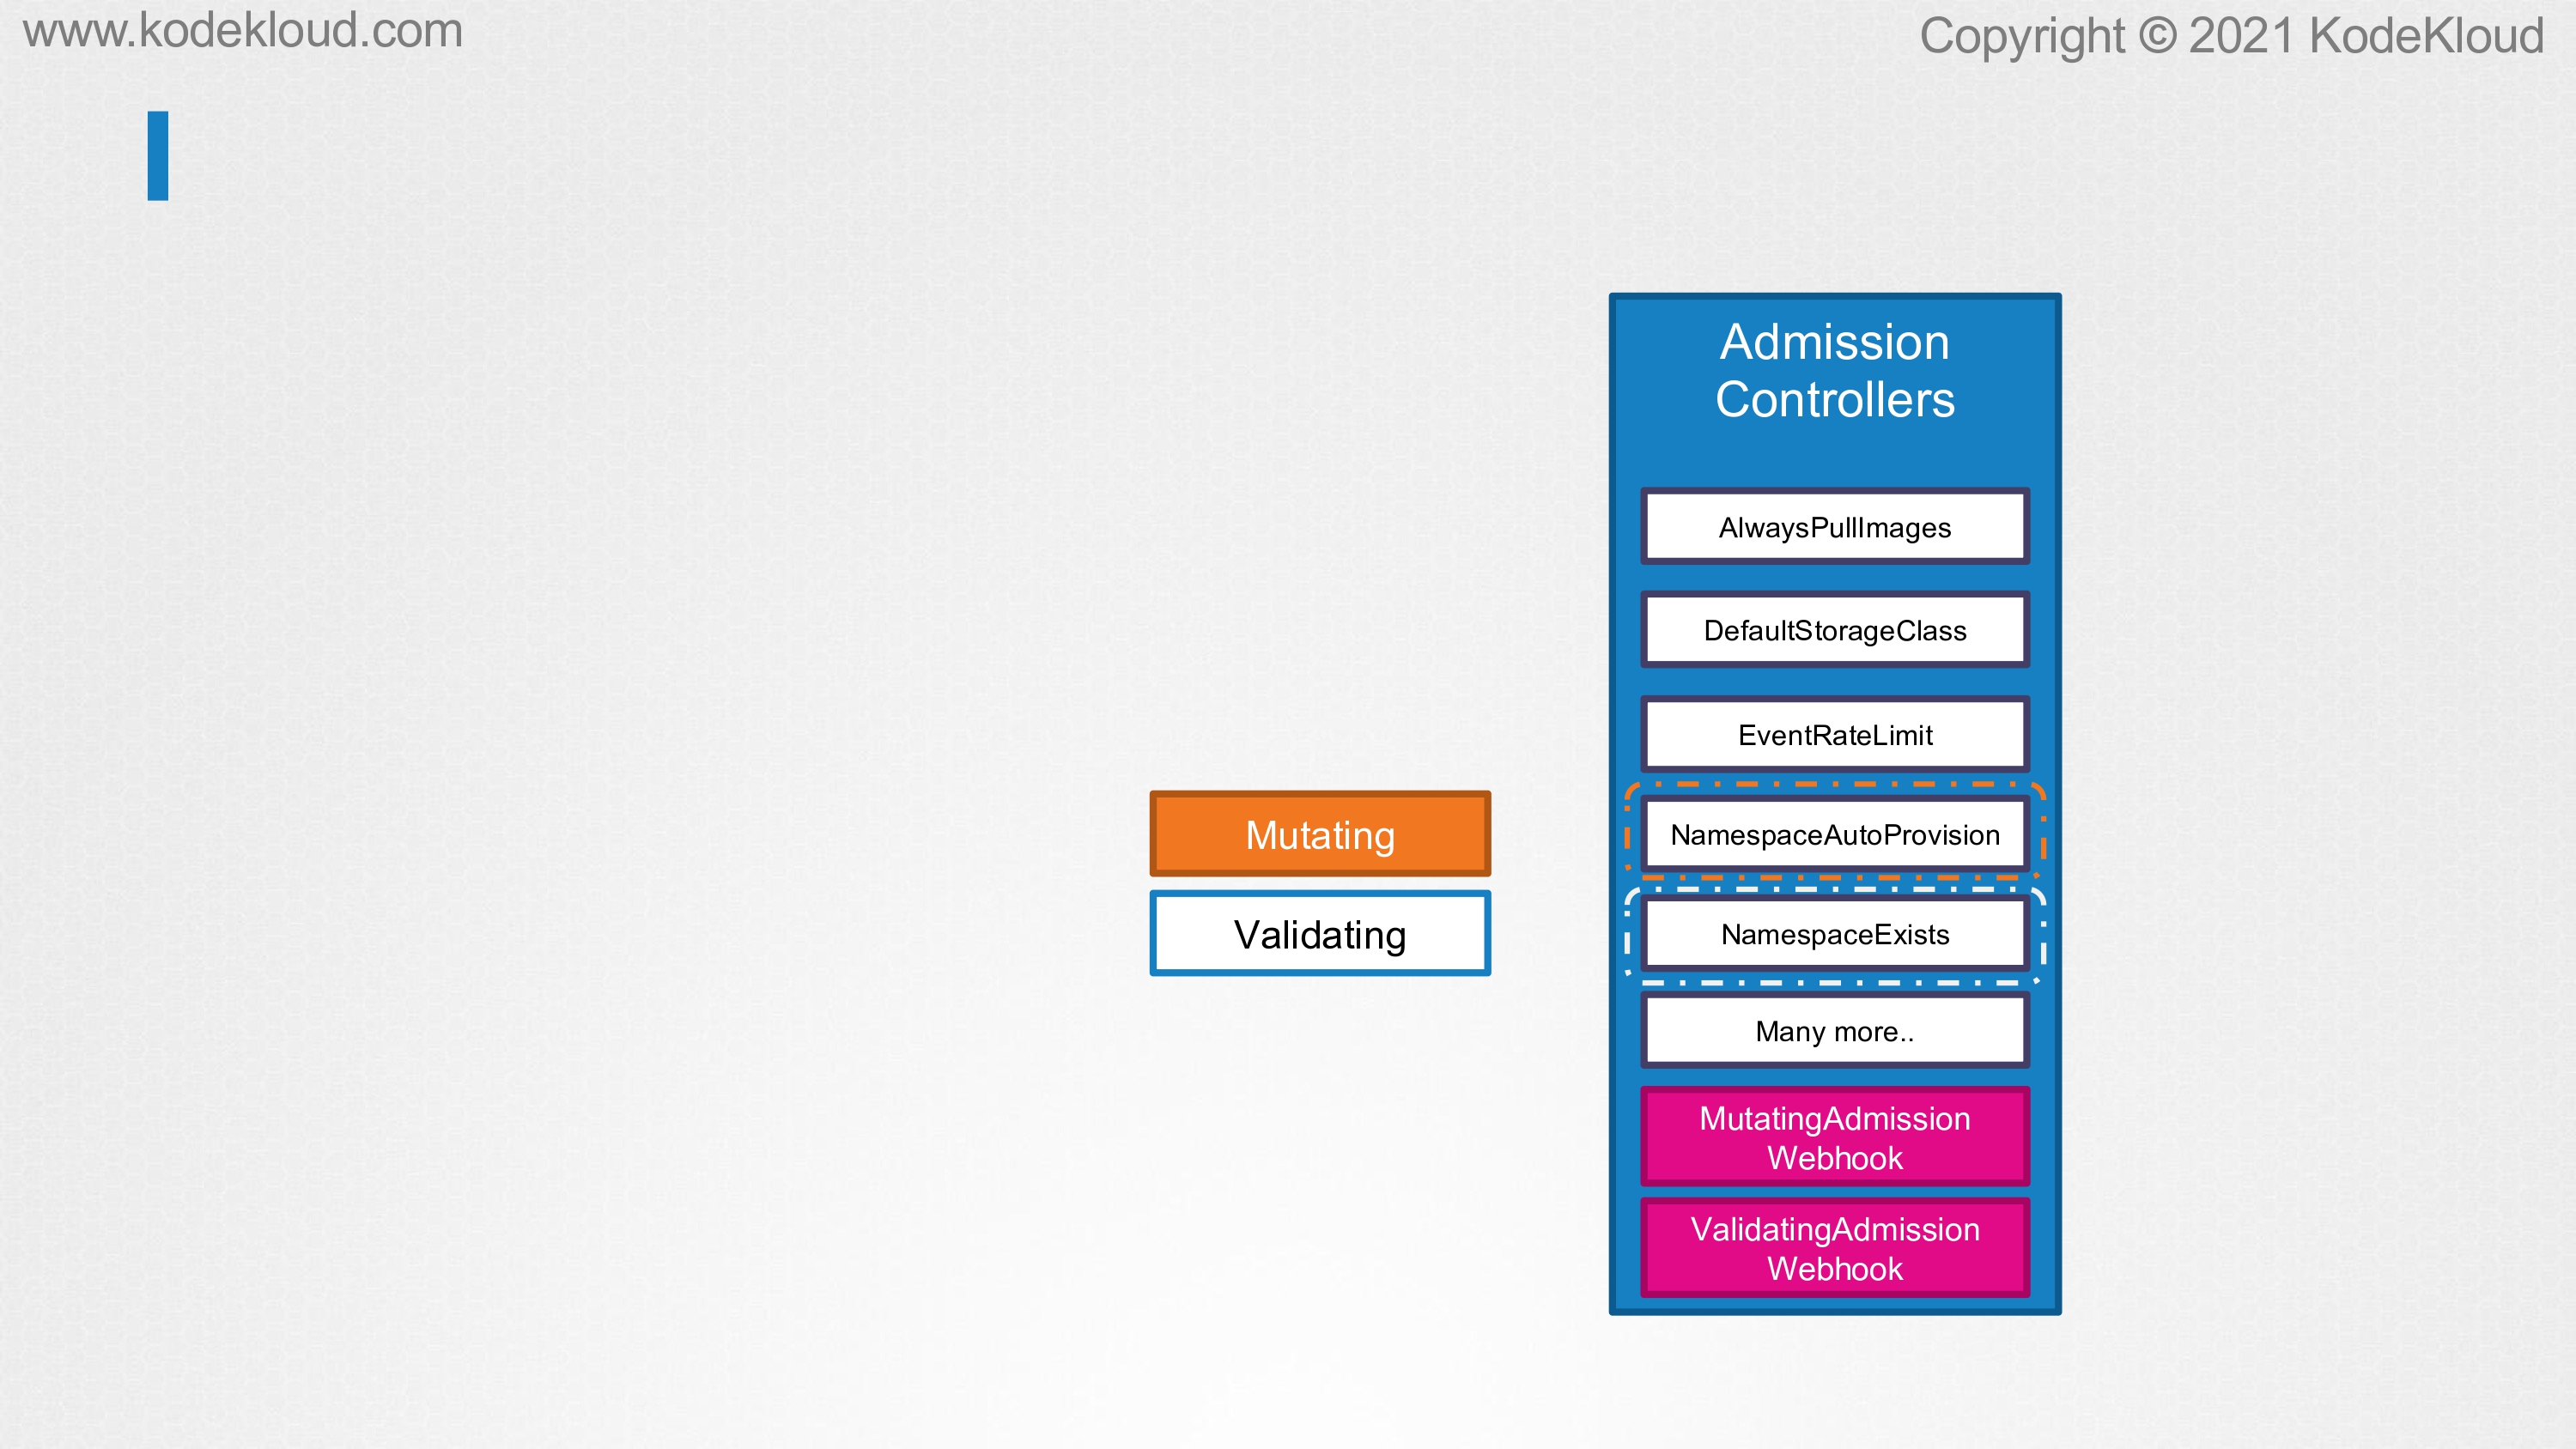 www.kodekloud.com
Copyright © 2021 KodeKloud
Admission
Controllers
AlwaysPullImages
DefaultStorageClass
EventRateLimit
Mutating
NamespaceAutoProvision
Validating
NamespaceExists
Many more..
MutatingAdmission
Webhook
ValidatingAdmission
Webhook